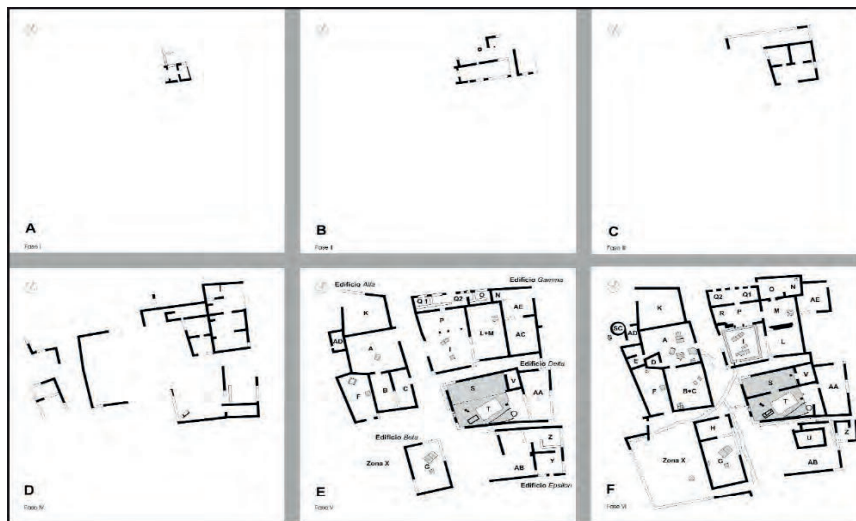 A
Fase I
B
Fase II
C
Fase III
D
Fase IV
Edificio Alfa
Edificio Gamma
Q1
Q2
O
N
K
P
AE
L+M
AC
AD
A
I
Edificio Delta
S
V
F
B
C
AA
T
Edificio Beta
Z
Zona X
G
AB
Y
Edificio Epsilon
E
Fase V
Q2
Q1
O
N
K
R
P
M
AE
SC
AD
A
I
L
E
D
S
V
F
B+C
AA
T
H
Z
U
Zona X
G
AB
F
Fase VI